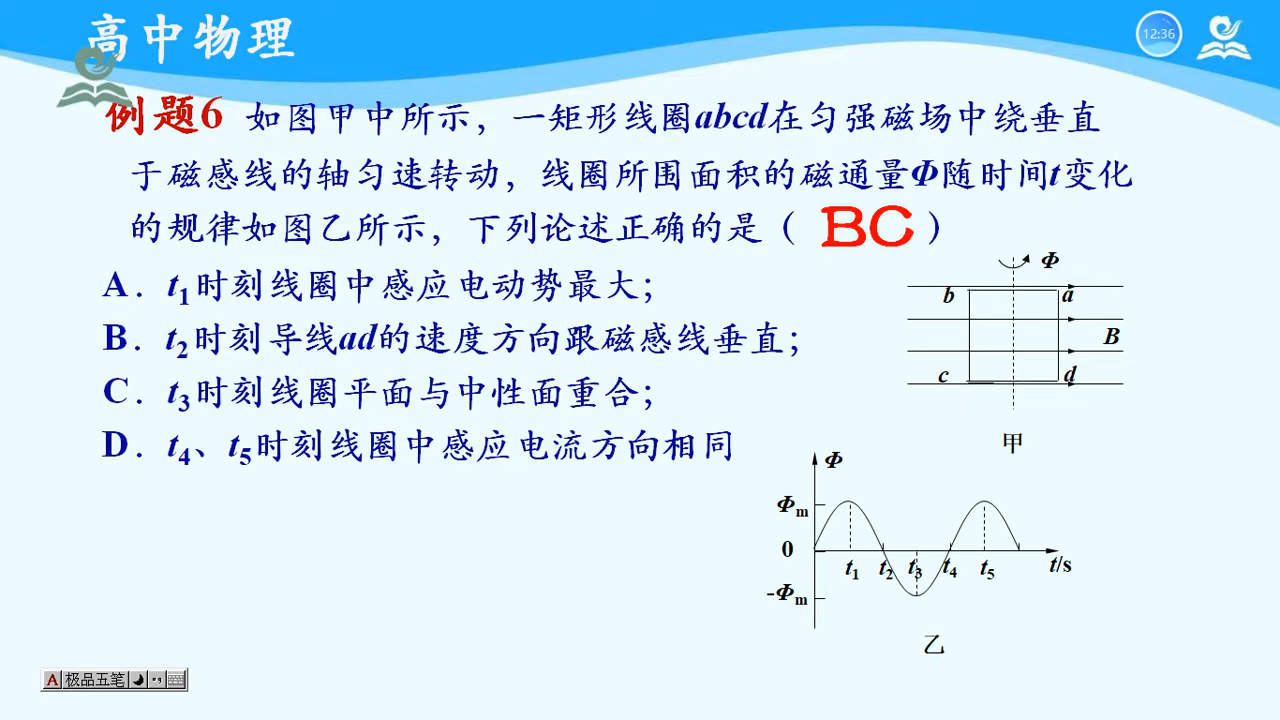 高中物理
12:36
例题6 如图甲中所示，一矩形线圈abcd在匀强磁场中绕垂直
于磁感线的轴匀速转动，线圈所围面积的磁通量Φ随时间t变化
的规律如图乙所示，下列论述正确的是（ BC ）
A．t₁时刻线圈中感应电动势最大；
B．t₂时刻导线ad的速度方向跟磁感线垂直；
C．t₃时刻线圈平面与中性面重合；
D．t₄、t₅时刻线圈中感应电流方向相同
Φ
b a
B
c d
甲
Φ
Φm
0
t₁ t₂ t₃ t₄ t₅ t/s
-Φm
乙
A 极品五笔